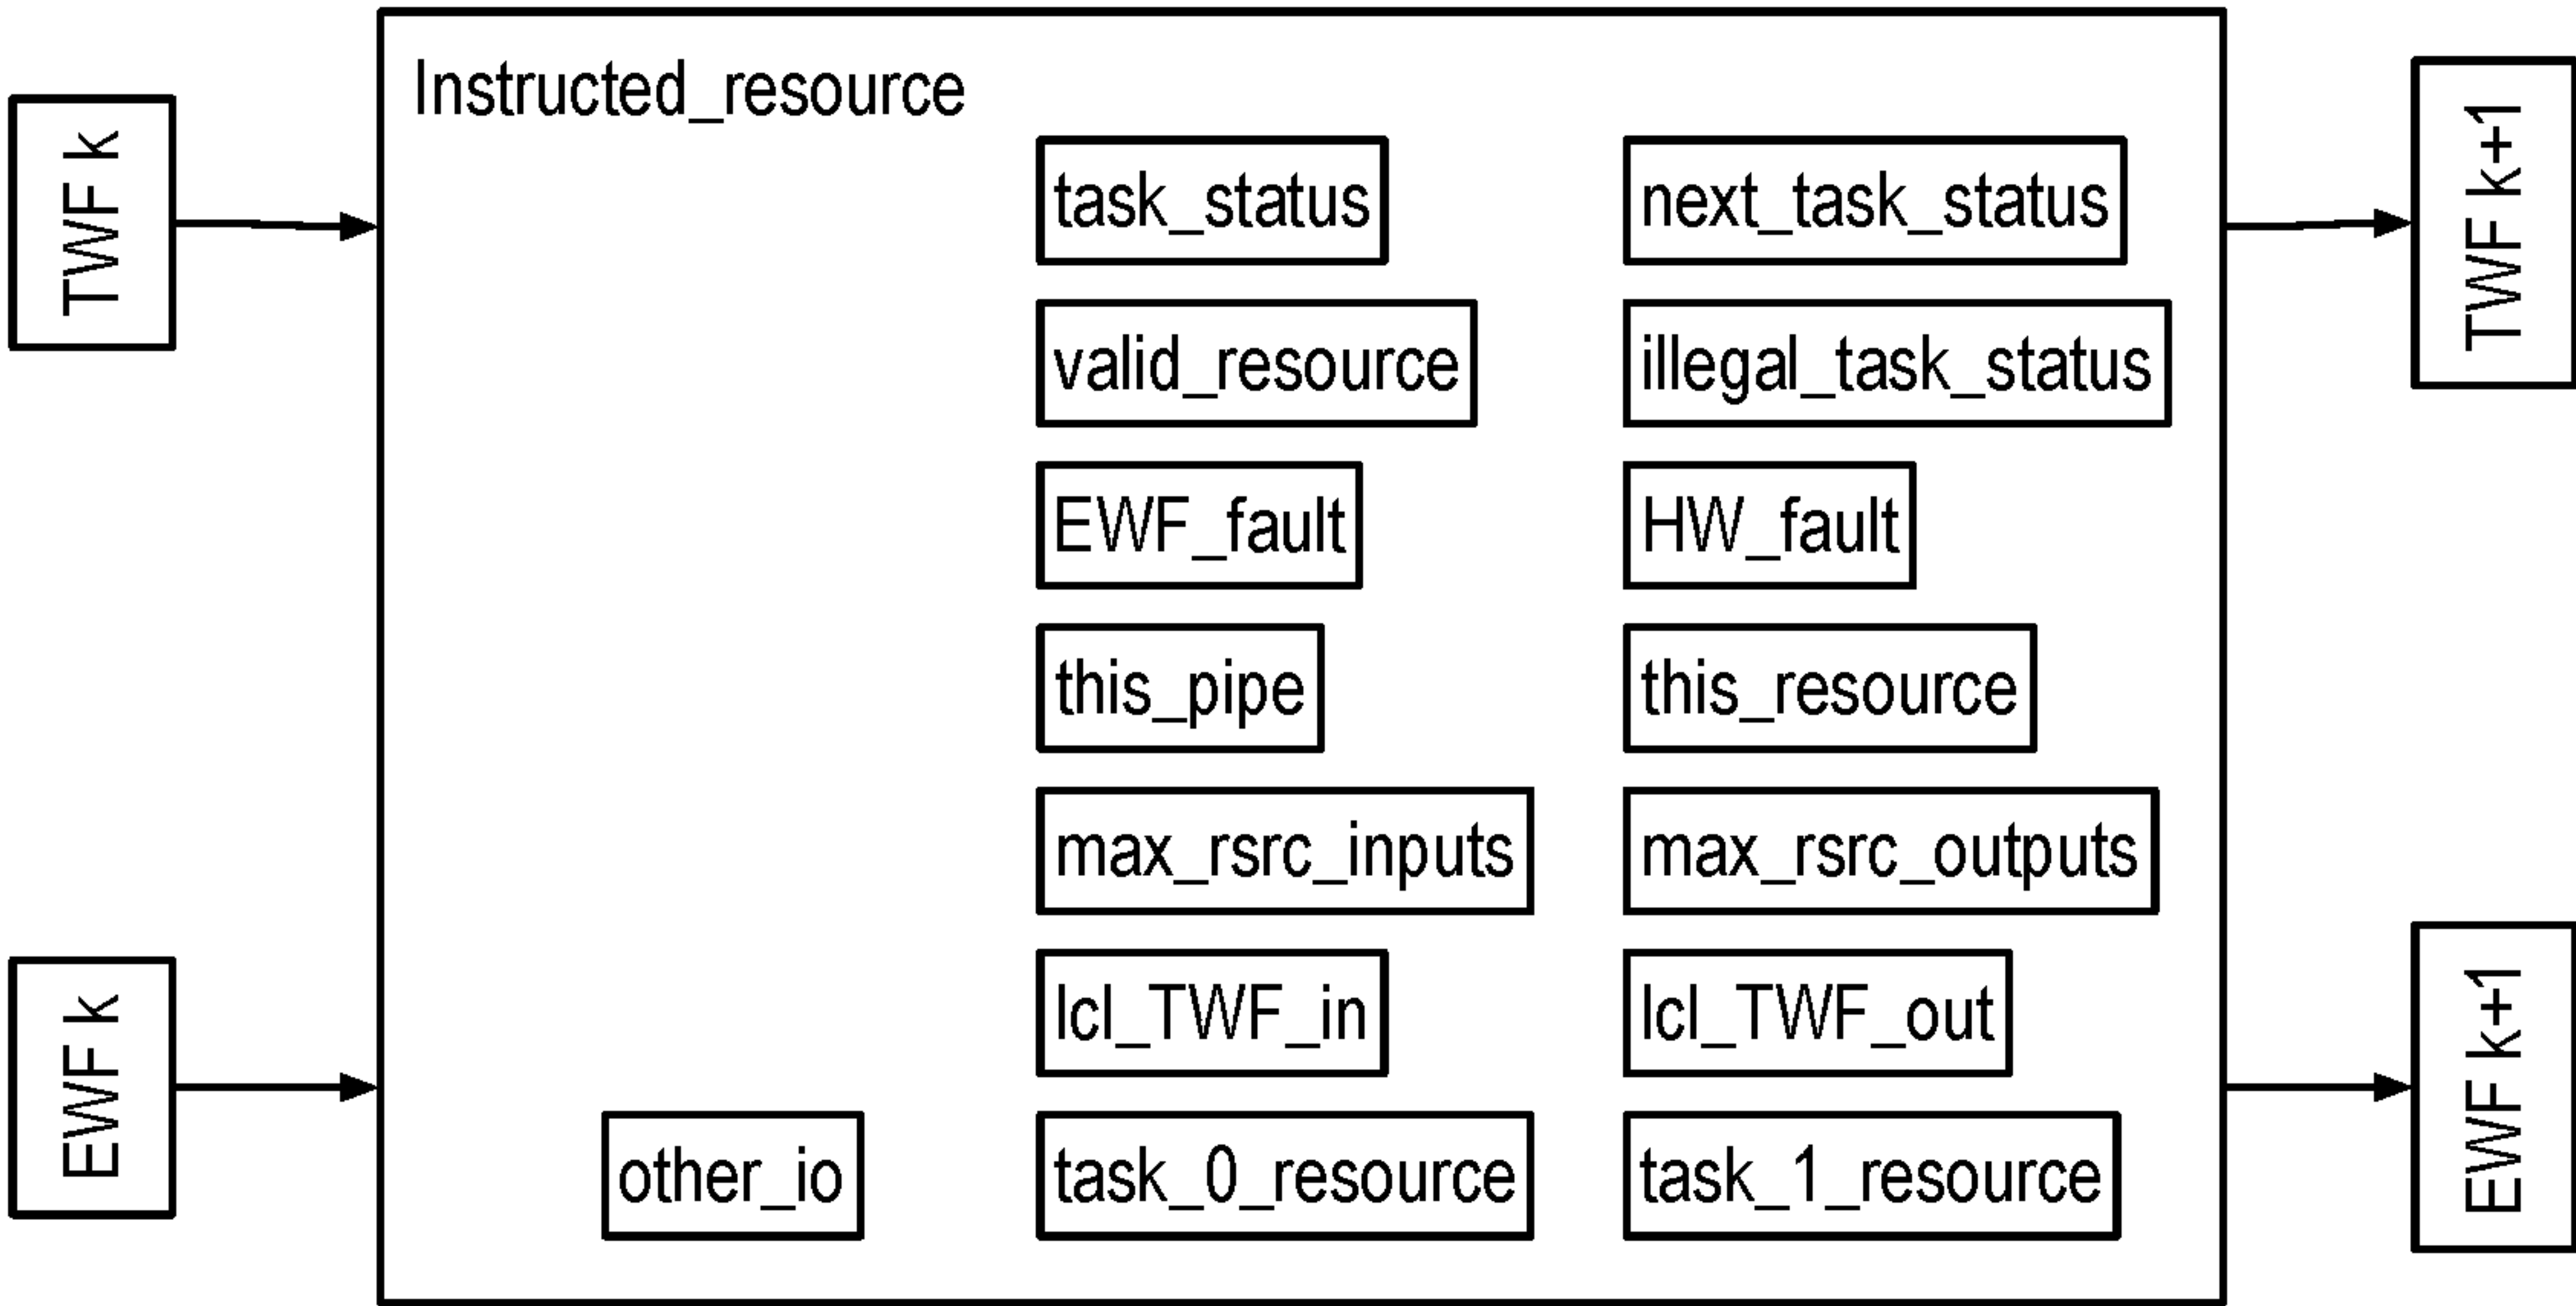 TWF k
EWF k
Instructed_resource
task_status
next_task_status
valid_resource
illegal_task_status
EWF_fault
HW_fault
this_pipe
this_resource
max_rsrc_inputs
max_rsrc_outputs
lcl_TWF_in
lcl_TWF_out
other_io
task_0_resource
task_1_resource
TWF k+1
EWF k+1